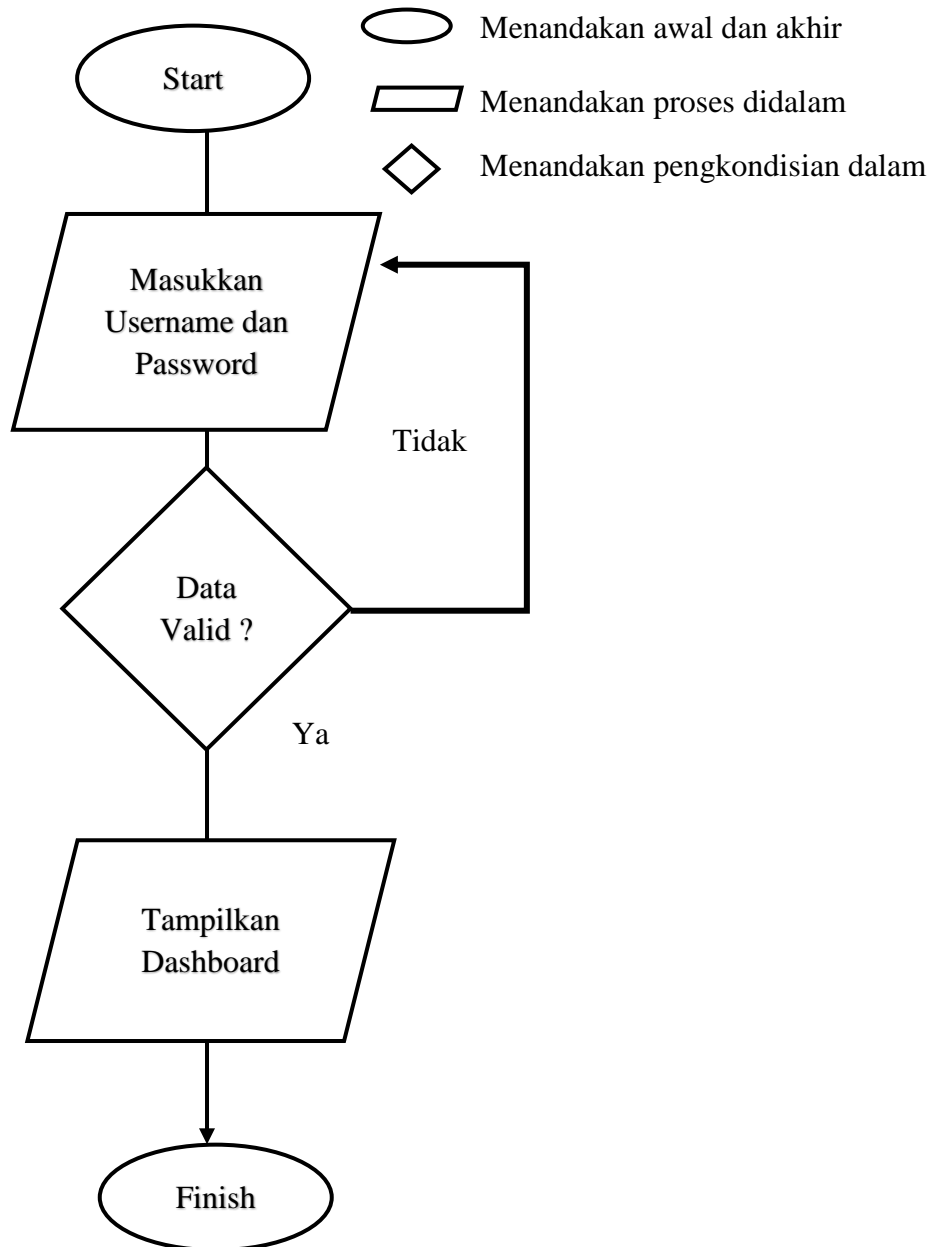 Menandakan awal dan akhir
Start
Menandakan proses didalam
Menandakan pengkondisian dalam
Masukkan
Username dan
Password
Tidak
Data
Valid ?
Ya
Tampilkan
Dashboard
Finish